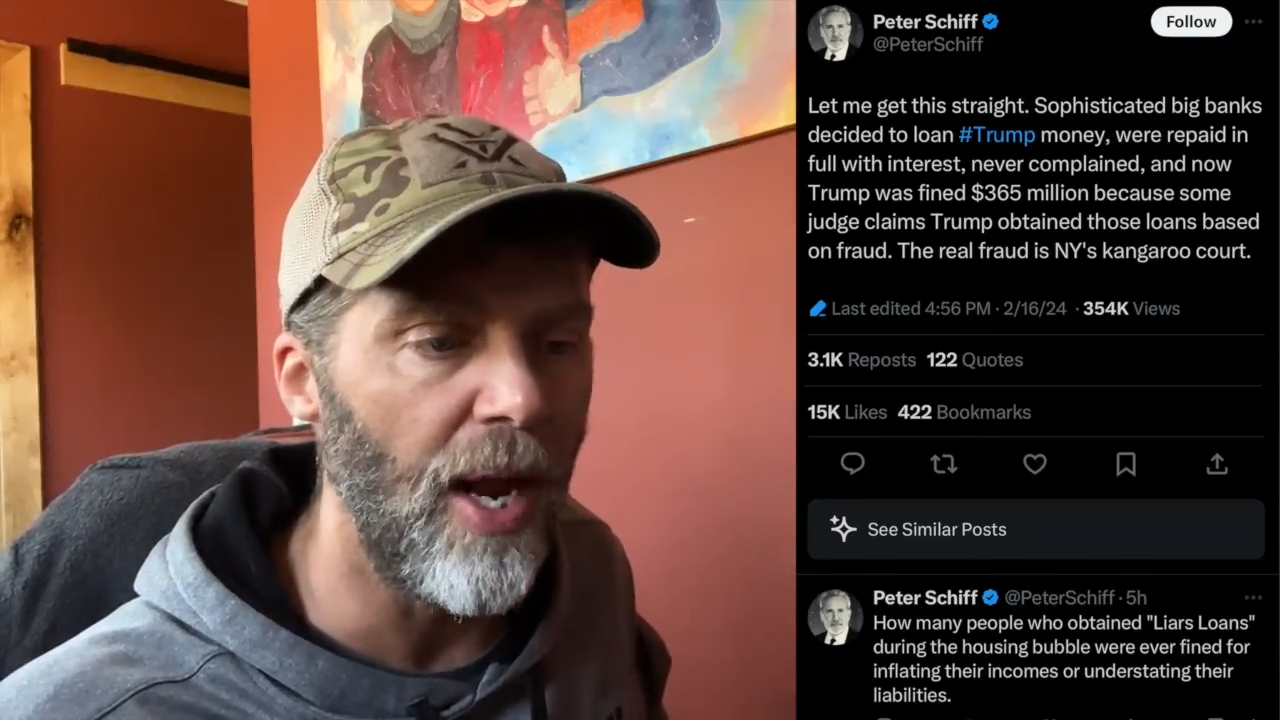 Peter Schiff
@PeterSchiff
Follow
Let me get this straight. Sophisticated big banks
decided to loan #Trump money, were repaid in
full with interest, never complained, and now
Trump was fined $365 million because some
judge claims Trump obtained those loans based
on fraud. The real fraud is NY's kangaroo court.
Last edited 4:56 PM · 2/16/24 · 354K Views
3.1K Reposts 122 Quotes
15K Likes 422 Bookmarks
See Similar Posts
Peter Schiff @PeterSchiff · 5h
How many people who obtained "Liars Loans"
during the housing bubble were ever fined for
inflating their incomes or understating their
liabilities.